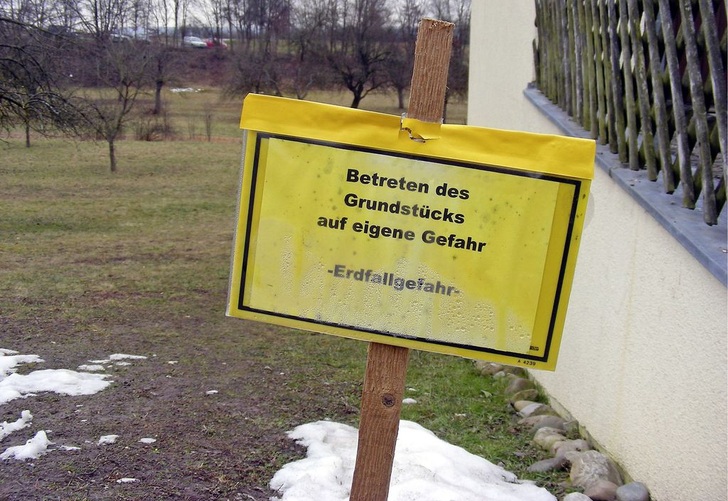 Betreten des
Grundstücks
auf eigene Gefahr
-Erdfallgefahr-